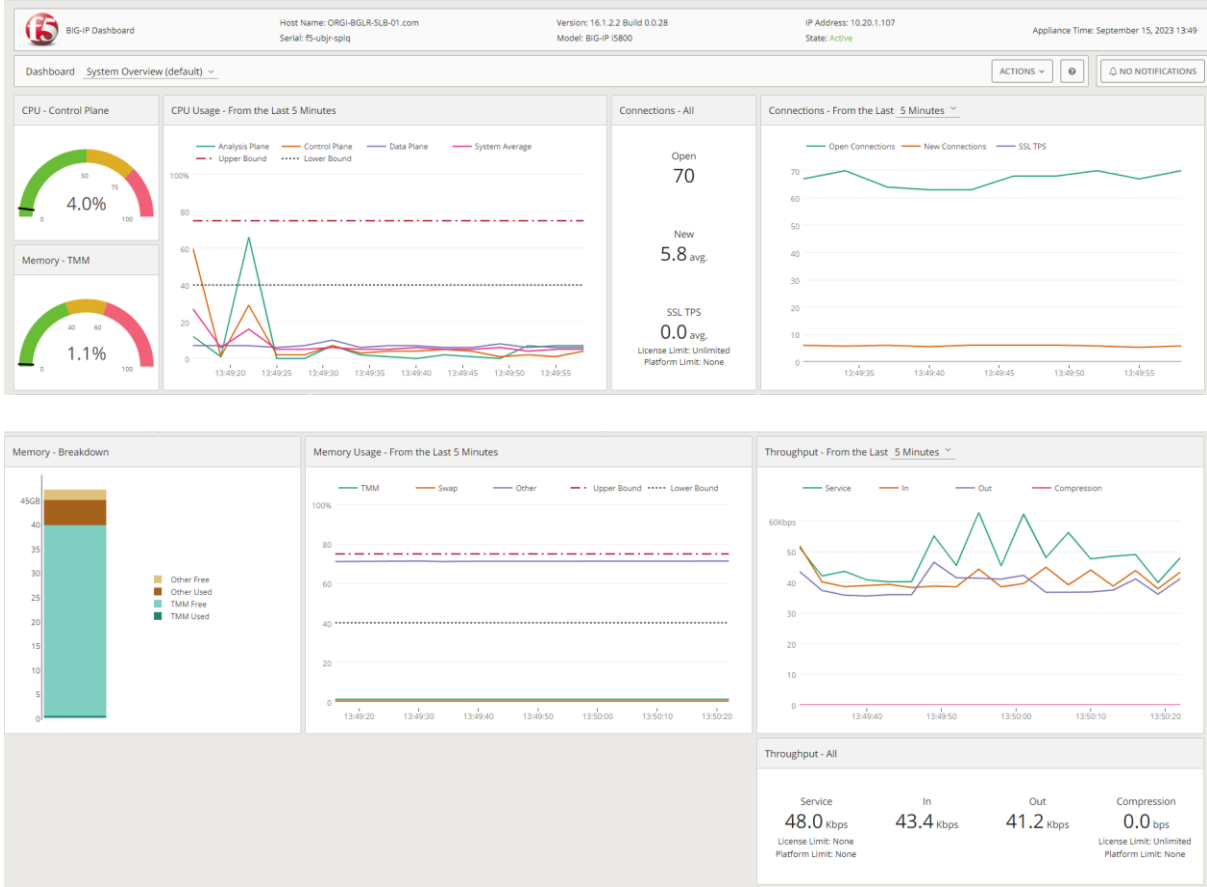 f5
BIG-IP Dashboard
Host Name: ORGI-BGLR-SLB-01.com
Serial: f5-ubjr-splq
Version: 16.1.2.2 Build 0.0.28
Model: BIG-IP i5800
IP Address: 10.20.1.107
State: Active
Appliance Time: September 15, 2023 13:49
Dashboard System Overview (default)
ACTIONS
?
NO NOTIFICATIONS
CPU - Control Plane
50
75
4.0%
0
100
Memory - TMM
40 60
1.1%
0
100
CPU Usage - From the Last 5 Minutes
Analysis Plane Control Plane Data Plane System Average
Upper Bound Lower Bound
100%
80
60
40
20
0
13:49:20 13:49:25 13:49:30 13:49:35 13:49:40 13:49:45 13:49:50 13:49:55
Connections - All
Open
70
New
5.8 avg.
SSL TPS
0.0 avg.
License Limit: Unlimited
Platform Limit: None
Connections - From the Last 5 Minutes
Open Connections New Connections SSL TPS
70
60
50
40
30
20
10
0
13:49:35 13:49:40 13:49:45 13:49:50 13:49:55
Memory - Breakdown
45GB
40
35
30
25
20
15
10
5
0
Other Free
Other Used
TMM Free
TMM Used
Memory Usage - From the Last 5 Minutes
TMM Swap Other Upper Bound Lower Bound
100%
80
60
40
20
0
13:49:20 13:49:30 13:49:40 13:49:50 13:50:00 13:50:10 13:50:20
Throughput - From the Last 5 Minutes
Service In Out Compression
60Kbps
50
40
30
20
10
0
13:49:40 13:49:50 13:50:00 13:50:10 13:50:20
Throughput - All
Service
48.0 Kbps
License Limit: None
Platform Limit: None
In
43.4 Kbps
Out
41.2 Kbps
Compression
0.0 bps
License Limit: Unlimited
Platform Limit: None